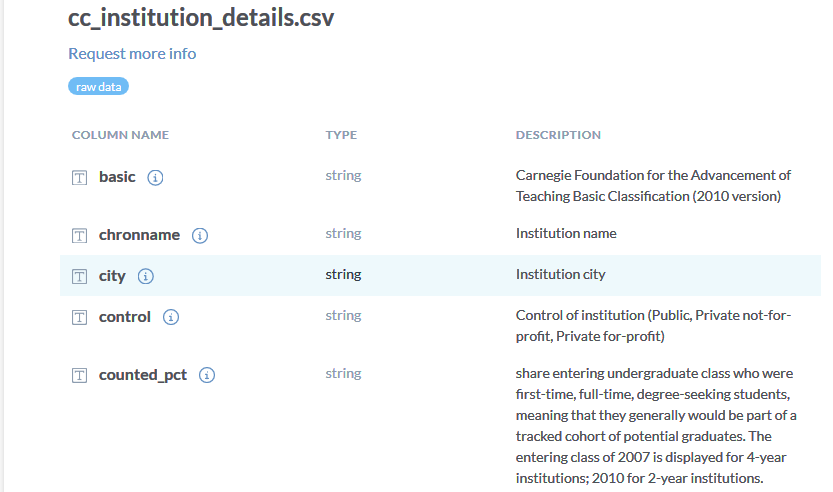 cc_institution_details.csv
Request more info
raw data
COLUMN NAME TYPE DESCRIPTION
basic string Carnegie Foundation for the Advancement of
Teaching Basic Classification (2010 version)
chronname string Institution name
city string Institution city
control string Control of institution (Public, Private not-for-
profit, Private for-profit)
counted_pct string share entering undergraduate class who were
first-time, full-time, degree-seeking students,
meaning that they generally would be part of a
tracked cohort of potential graduates. The
entering class of 2007 is displayed for 4-year
institutions; 2010 for 2-year institutions.